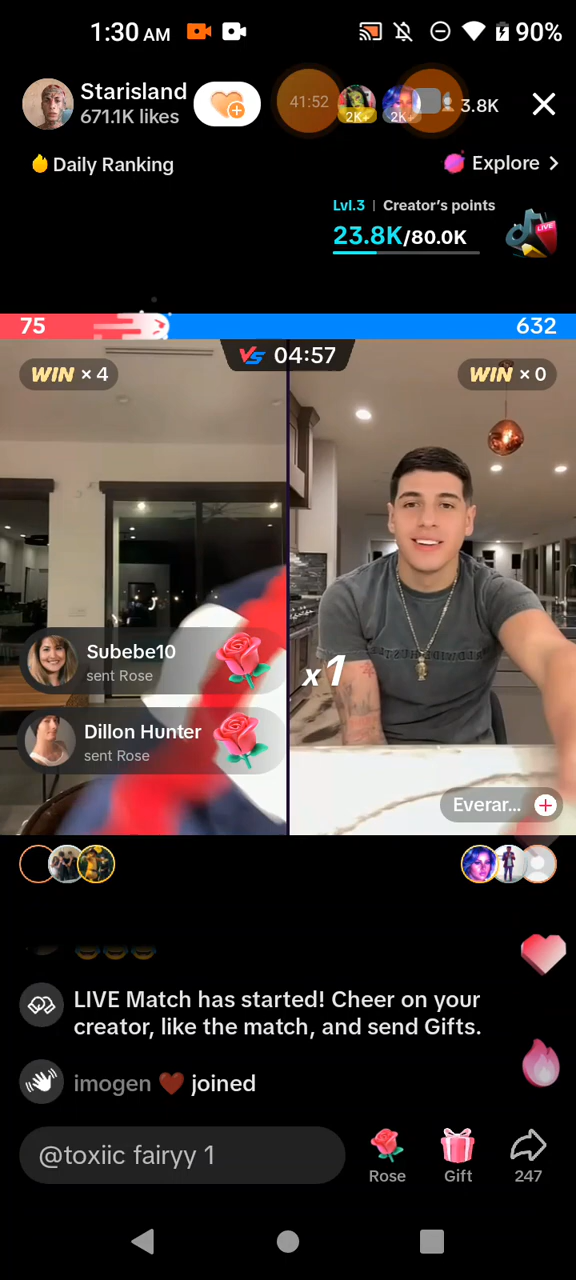 1:30 AM
90%
Starisland
671.1K likes
41:52
2K+
2K+
3.8K
Daily Ranking
Explore >
Lvl.3 | Creator's points
23.8K/80.0K
LIVE
75
632
VS 04:57
WIN × 4
WIN × 0
Subebe10
sent Rose
x1
Dillon Hunter
sent Rose
Everar...
LIVE Match has started! Cheer on your
creator, like the match, and send Gifts.
imogen ❤️ joined
@toxiic fairyy 1
Rose
Gift
247